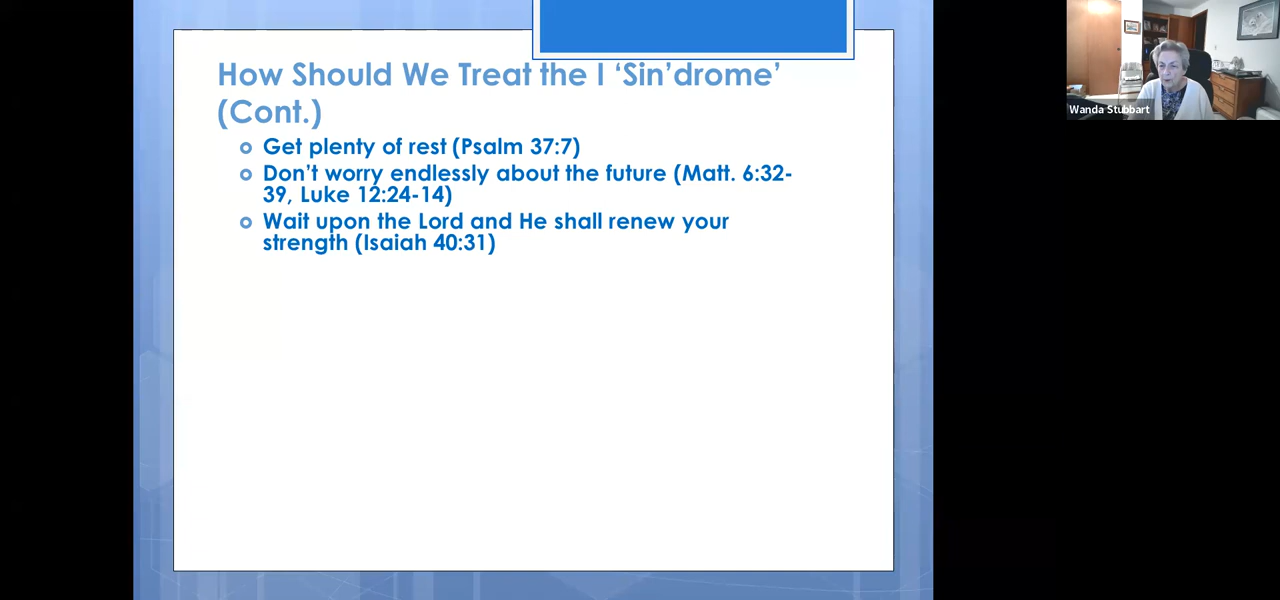 How Should We Treat the I ‘Sin’drome’
(Cont.)
Get plenty of rest (Psalm 37:7)
Don’t worry endlessly about the future (Matt. 6:32-
39, Luke 12:24-14)
Wait upon the Lord and He shall renew your
strength (Isaiah 40:31)
Wanda Stubbart